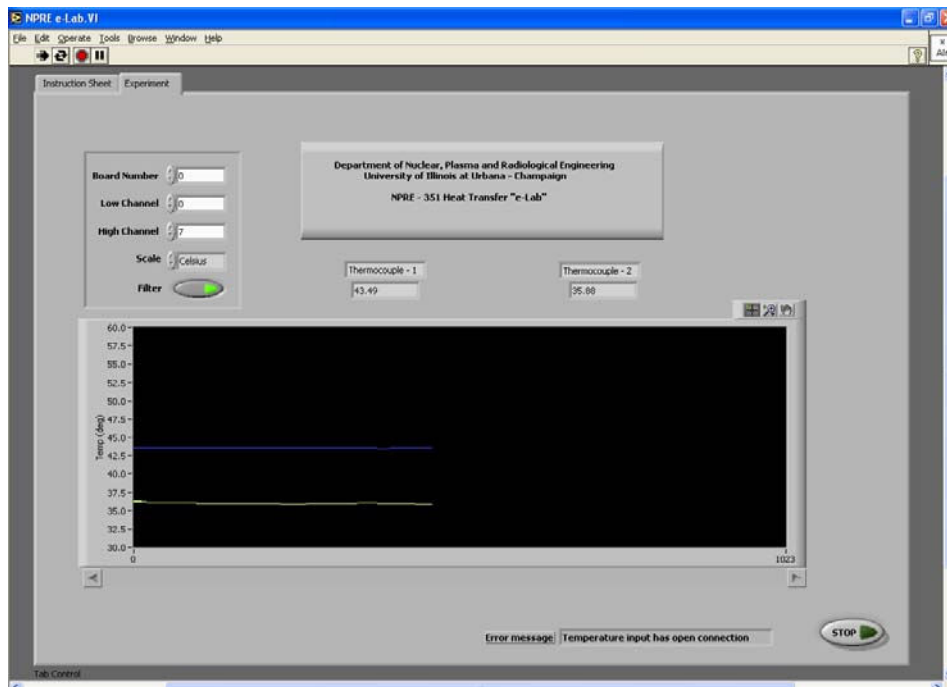 NPRE e-Lab.VI
File Edit Operate Tools Browse Window Help
Instruction Sheet Experiment
Board Number 0
Low Channel 0
High Channel 7
Scale Celsius
Filter
Department of Nuclear, Plasma and Radiological Engineering
University of Illinois at Urbana - Champaign
NPRE - 351 Heat Transfer "e-Lab"
Thermocouple - 1
43.49
Thermocouple - 2
35.88
60.0
57.5
55.0
52.5
50.0
47.5
45.0
42.5
40.0
37.5
35.0
32.5
30.0
Temp (deg)
0 1023
Error message Temperature input has open connection
STOP
Tab Control